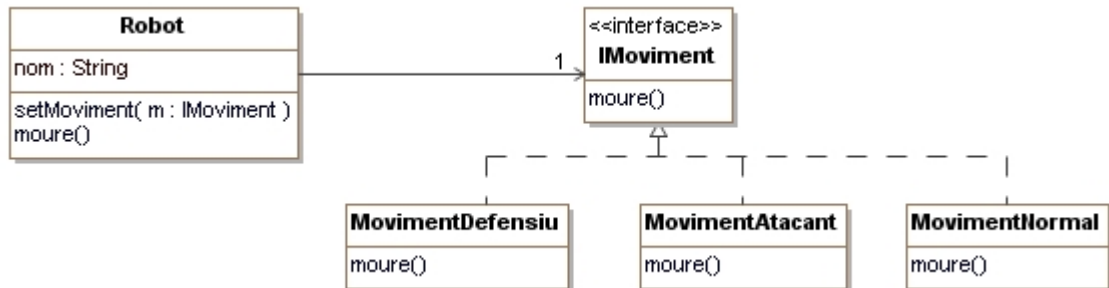 Robot
nom : String
setMoviment( m : IMoviment )
moure()
1
<<interface>>
IMoviment
moure()
MovimentDefensiu
moure()
MovimentAtacant
moure()
MovimentNormal
moure()